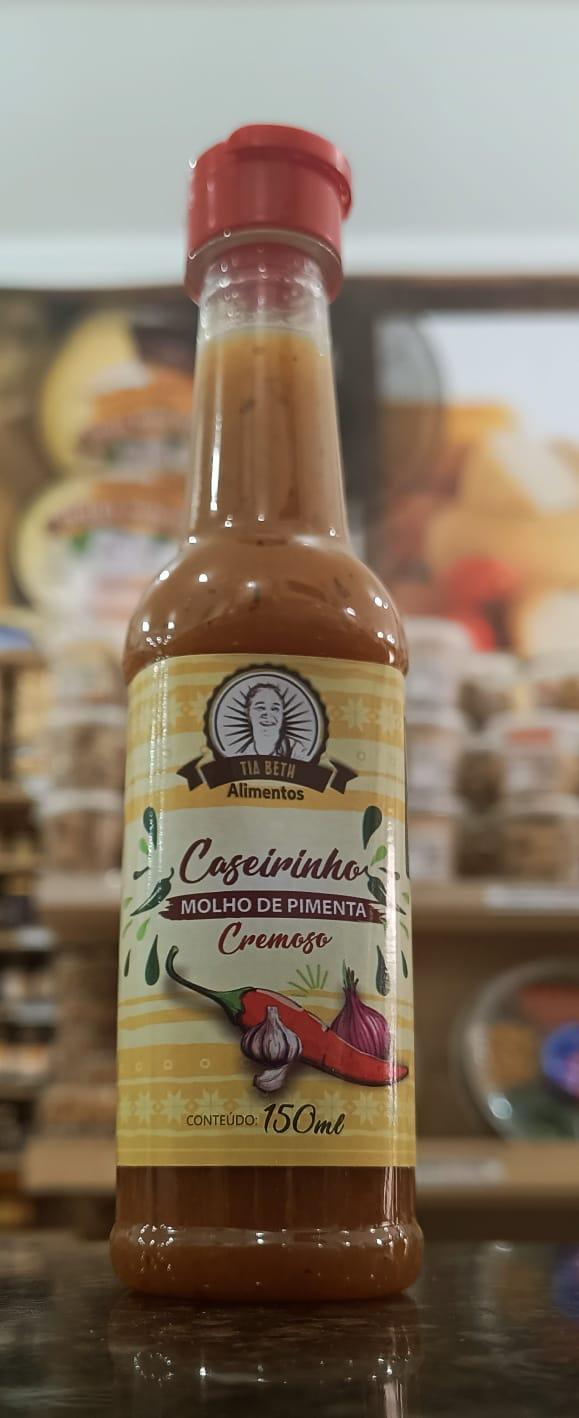 TIA BETH
Alimentos
Caseirinho
MOLHO DE PIMENTA
Cremoso
CONTEÚDO: 150ml